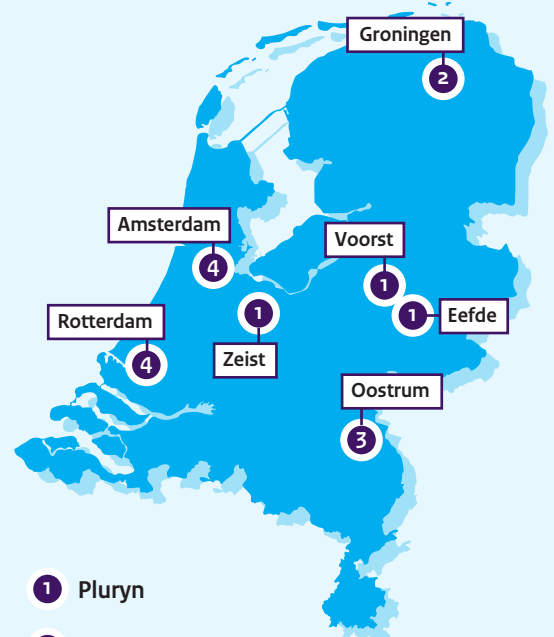 Groningen
2
Amsterdam
4
Voorst
1
1
Eefde
Rotterdam
4
1
Zeist
Oostrum
3
1 Pluryn